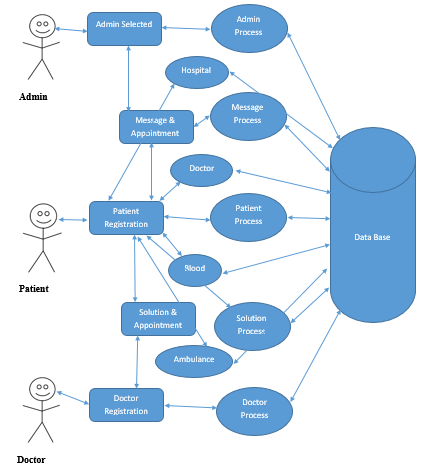 Admin Selected
Admin
Process
Admin
Hospital
Message &
Appointment
Message
Process
Doctor
Patient
Registration
Patient
Process
Data Base
Patient
Blood
Solution &
Appointment
Solution
Process
Ambulance
Doctor
Registration
Doctor
Process
Doctor